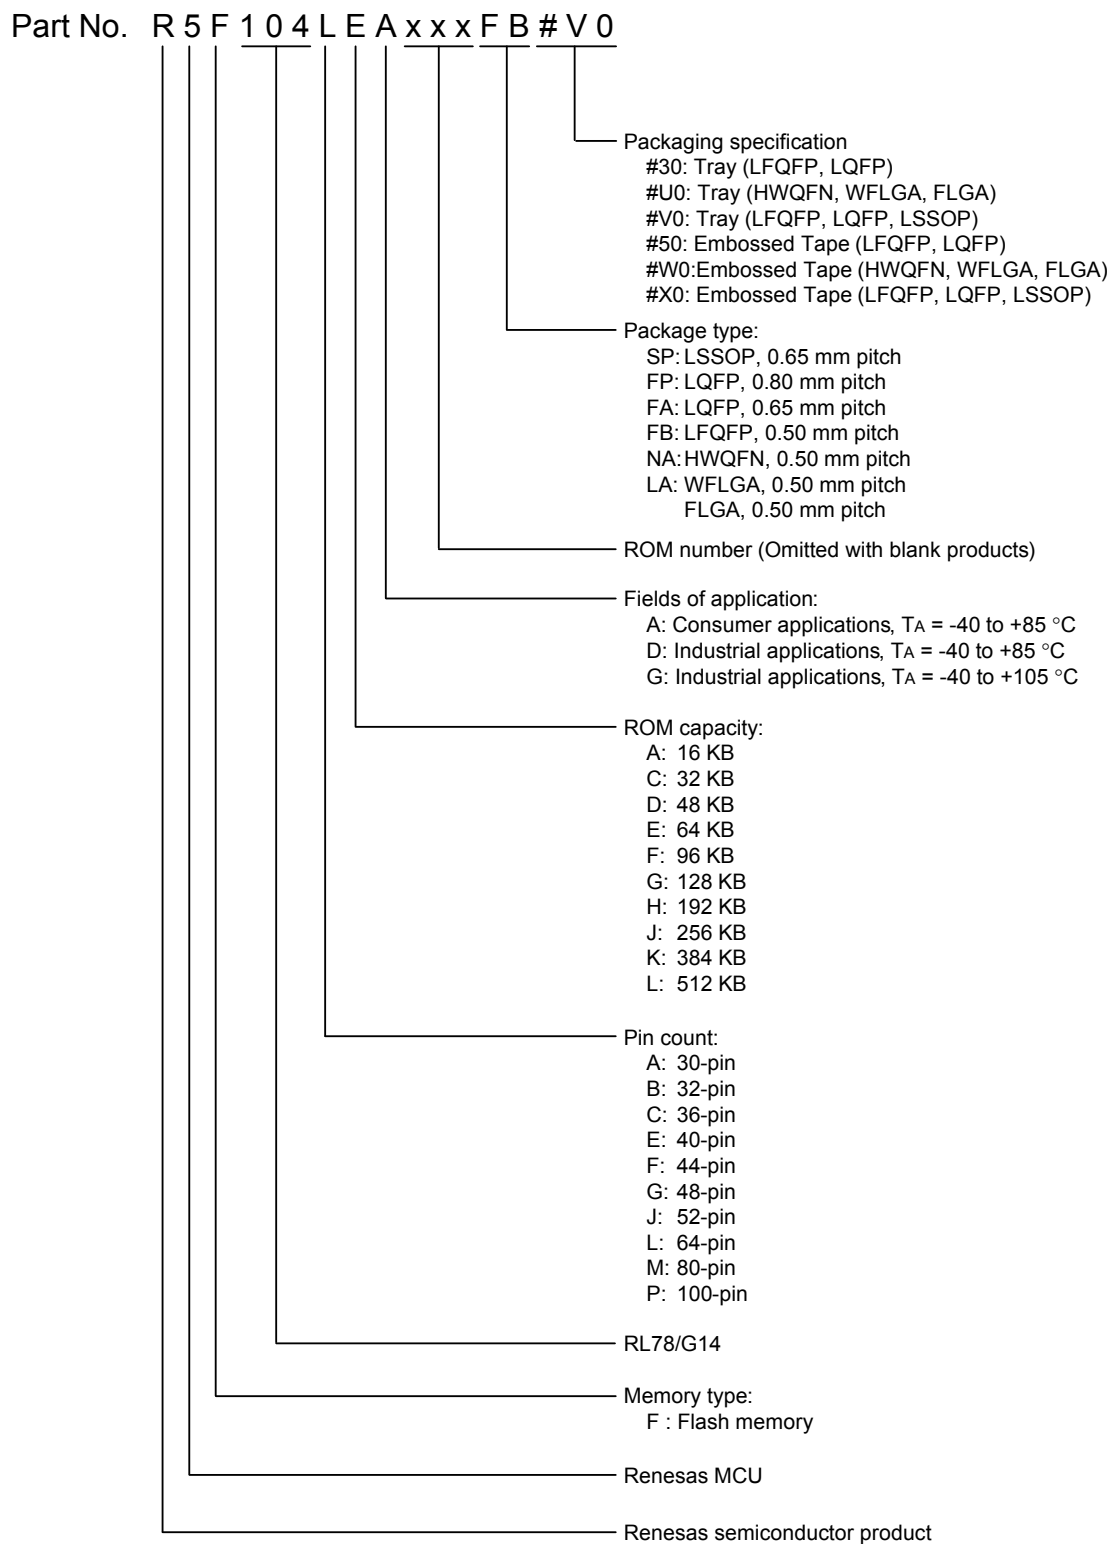 Part No. R 5 F 1 0 4 L E A x x x F B # V 0
Packaging specification
#30: Tray (LFQFP, LQFP)
#U0: Tray (HWQFN, WFLGA, FLGA)
#V0: Tray (LFQFP, LQFP, LSSOP)
#50: Embossed Tape (LFQFP, LQFP)
#W0:Embossed Tape (HWQFN, WFLGA, FLGA)
#X0: Embossed Tape (LFQFP, LQFP, LSSOP)
Package type:
SP: LSSOP, 0.65 mm pitch
FP: LQFP, 0.80 mm pitch
FA: LQFP, 0.65 mm pitch
FB: LFQFP, 0.50 mm pitch
NA: HWQFN, 0.50 mm pitch
LA: WFLGA, 0.50 mm pitch
FLGA, 0.50 mm pitch
ROM number (Omitted with blank products)
Fields of application:
A: Consumer applications, TA = -40 to +85 °C
D: Industrial applications, TA = -40 to +85 °C
G: Industrial applications, TA = -40 to +105 °C
ROM capacity:
A: 16 KB
C: 32 KB
D: 48 KB
E: 64 KB
F: 96 KB
G: 128 KB
H: 192 KB
J: 256 KB
K: 384 KB
L: 512 KB
Pin count:
A: 30-pin
B: 32-pin
C: 36-pin
E: 40-pin
F: 44-pin
G: 48-pin
J: 52-pin
L: 64-pin
M: 80-pin
P: 100-pin
RL78/G14
Memory type:
F : Flash memory
Renesas MCU
Renesas semiconductor product